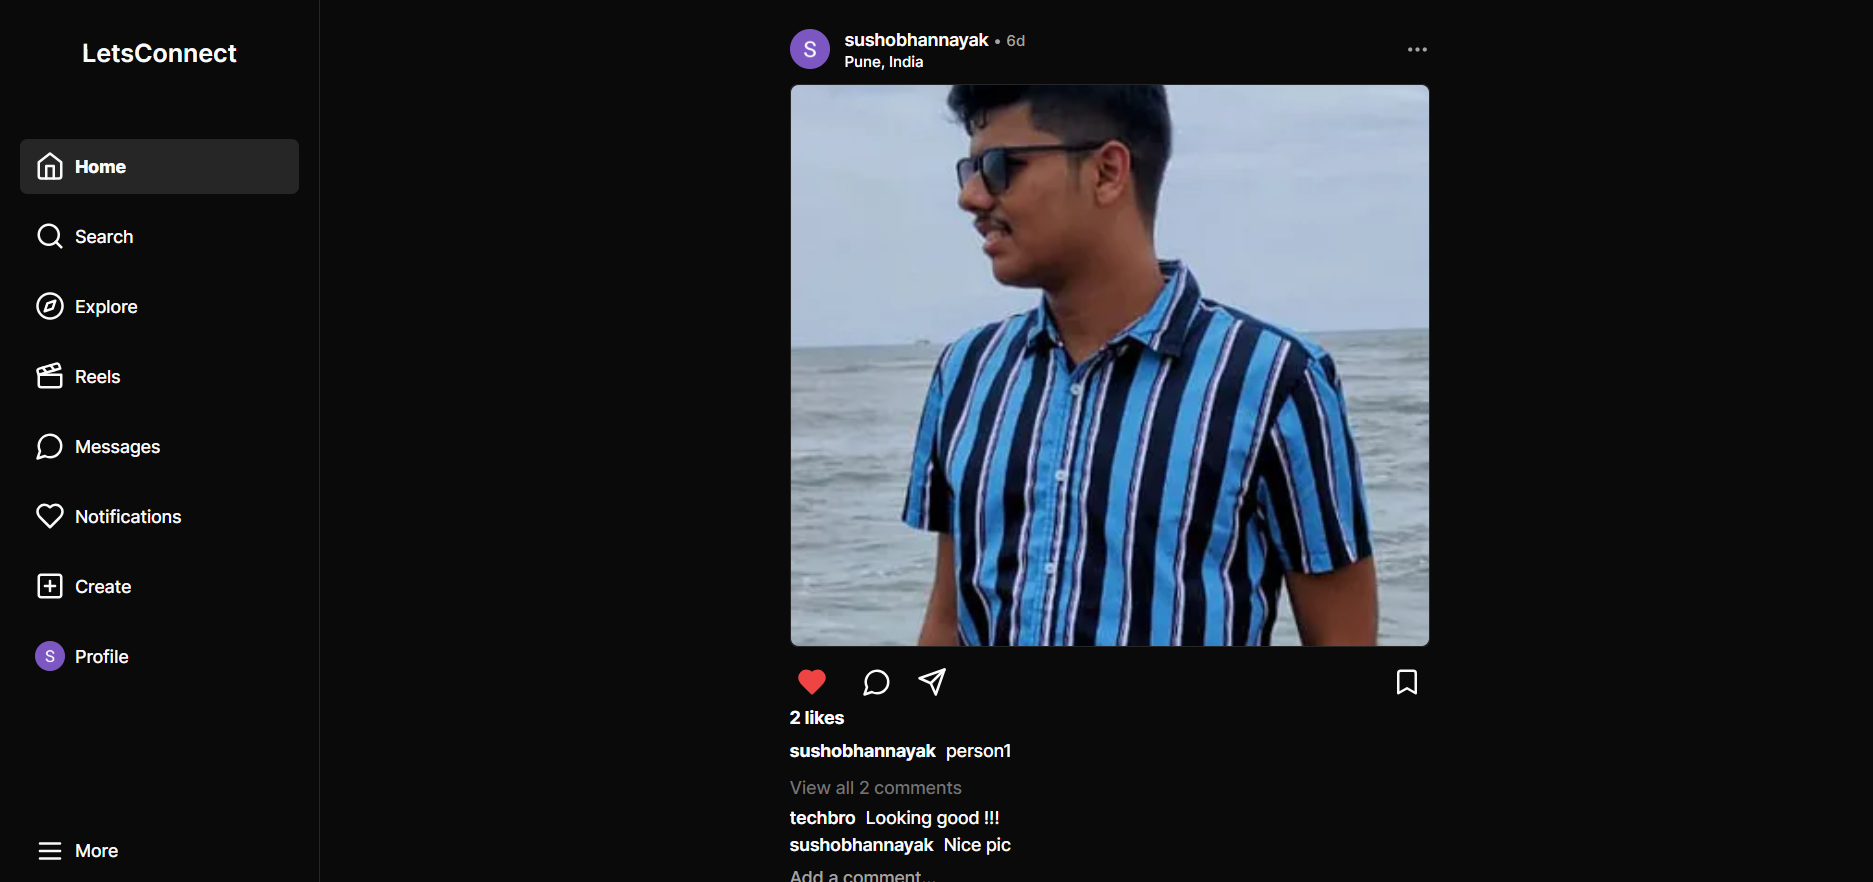 LetsConnect
Home
Search
Explore
Reels
Messages
Notifications
Create
S Profile
More
S
sushobhannayak • 6d
Pune, India
2 likes
sushobhannayak person1
View all 2 comments
techbro Looking good !!!
sushobhannayak Nice pic
Add a comment...